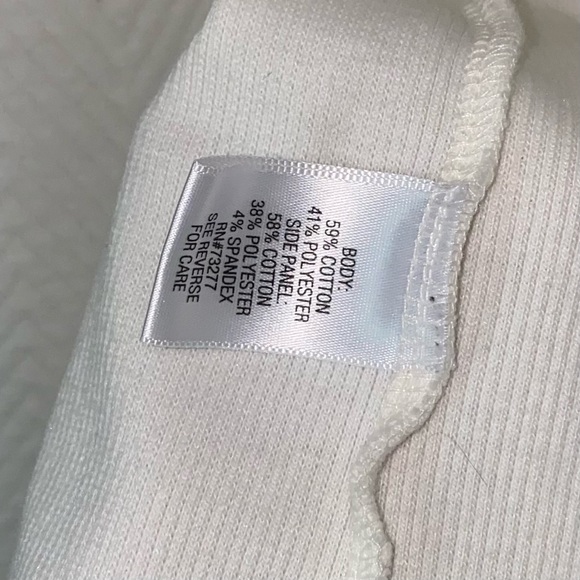 BODY:
59% COTTON
41% POLYESTER
SIDE PANEL:
58% COTTON
38% POLYESTER
4% SPANDEX
RN#73277
SEE REVERSE
FOR CARE